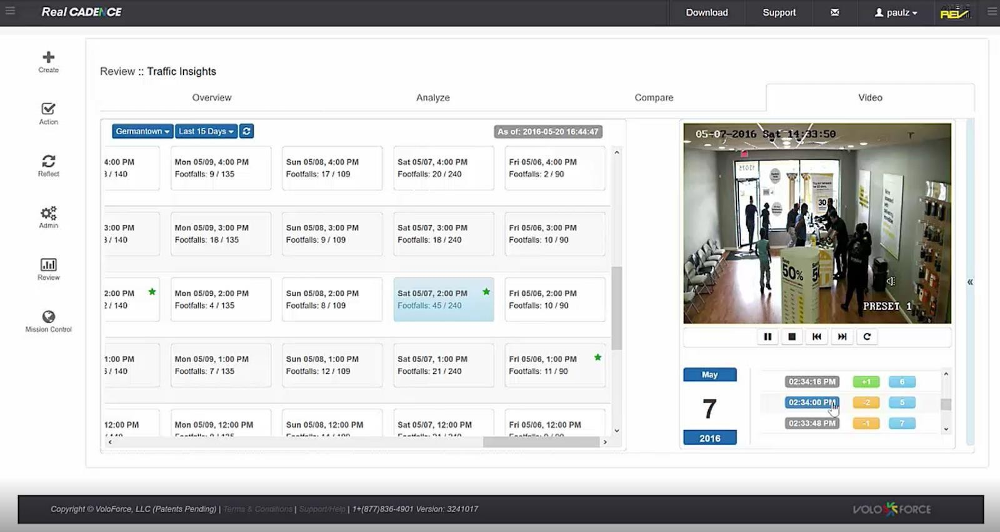 Real CADENCE
Download
Support
paulz
REV
Create
Action
Reflect
Admin
Review
Mission Control
Review :: Traffic Insights
Overview
Analyze
Compare
Video
Germantown
Last 15 Days
As of: 2016-05-20 16:44:47
4:00 PM
/ 140
Mon 05/09, 4:00 PM
Footfalls: 9 / 135
Sun 05/08, 4:00 PM
Footfalls: 17 / 109
Sat 05/07, 4:00 PM
Footfalls: 20 / 240
Fri 05/06, 4:00 PM
Footfalls: 2 / 90
3:00 PM
/ 140
Mon 05/09, 3:00 PM
Footfalls: 18 / 135
Sun 05/08, 3:00 PM
Footfalls: 9 / 109
Sat 05/07, 3:00 PM
Footfalls: 18 / 240
Fri 05/06, 3:00 PM
Footfalls: 10 / 90
2:00 PM
/ 140
Mon 05/09, 2:00 PM
Footfalls: 4 / 135
Sun 05/08, 2:00 PM
Footfalls: 8 / 109
Sat 05/07, 2:00 PM
Footfalls: 45 / 240
Fri 05/06, 2:00 PM
Footfalls: 10 / 90
1:00 PM
/ 140
Mon 05/09, 1:00 PM
Footfalls: 7 / 135
Sun 05/08, 1:00 PM
Footfalls: 12 / 109
Sat 05/07, 1:00 PM
Footfalls: 21 / 240
Fri 05/06, 1:00 PM
Footfalls: 11 / 90
12:00 PM
Mon 05/09, 12:00 PM
Sun 05/08, 12:00 PM
Sat 05/07, 12:00 PM
Fri 05/06, 12:00 PM
05-07-2016 Sat 14:33:50
30
50%
PRESET 1
May
7
2016
02:34:16 PM +1 6
02:34:00 PM -2 5
02:33:48 PM -1 7
Copyright © VoloForce, LLC (Patents Pending) | Terms & Conditions | Support/Help | 1+(877)836-4901 Version: 3241017
VOLO FORCE